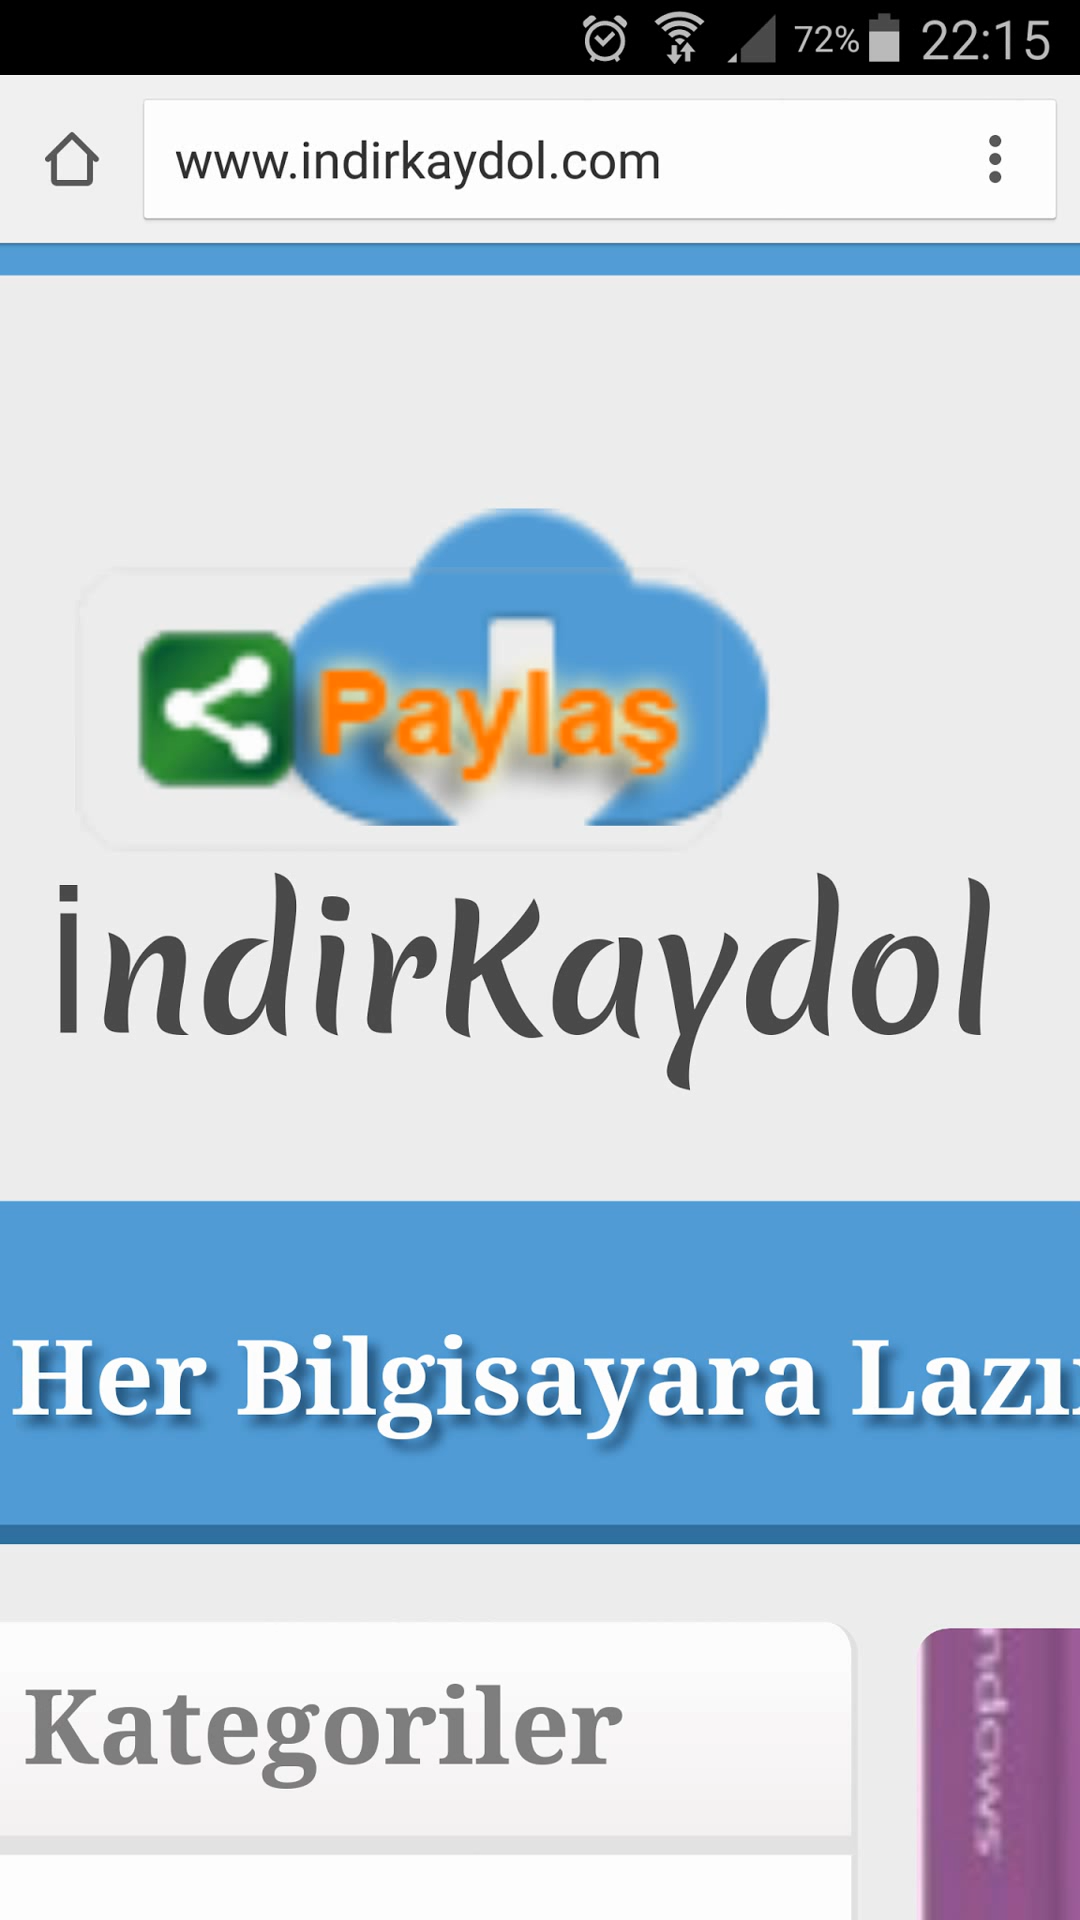 72% 22:15
www.indirkaydol.com
Paylaş
İndirKaydol
Her Bilgisayara Lazı
Kategoriler
ndows